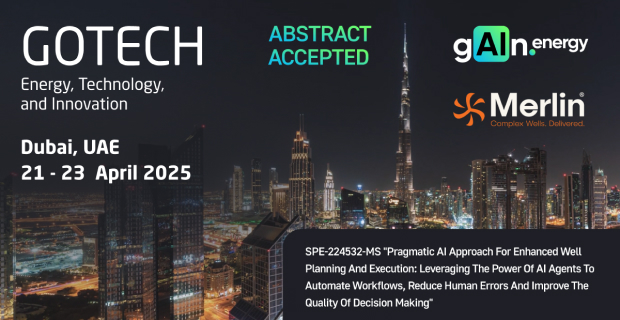 GOTECH
Energy, Technology,
and Innovation
Dubai, UAE
21 - 23 April 2025
ABSTRACT
ACCEPTED
gAIn.energy
Merlin®
Complex Wells. Delivered.
SPE-224532-MS "Pragmatic AI Approach For Enhanced Well
Planning And Execution: Leveraging The Power Of AI Agents To
Automate Workflows, Reduce Human Errors And Improve The
Quality Of Decision Making"